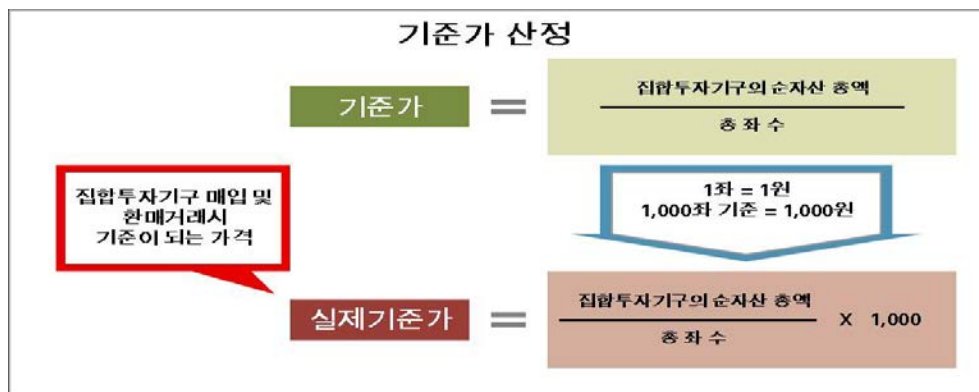 기준가 산정
기준가
=
집합투자기구의 순자산 총액
총 좌 수
집합투자기구 매입 및
환매거래시
기준이 되는 가격
1좌 = 1원
1,000좌 기준 = 1,000원
실제기준가
=
집합투자기구의 순자산 총액
총 좌 수
X 1,000